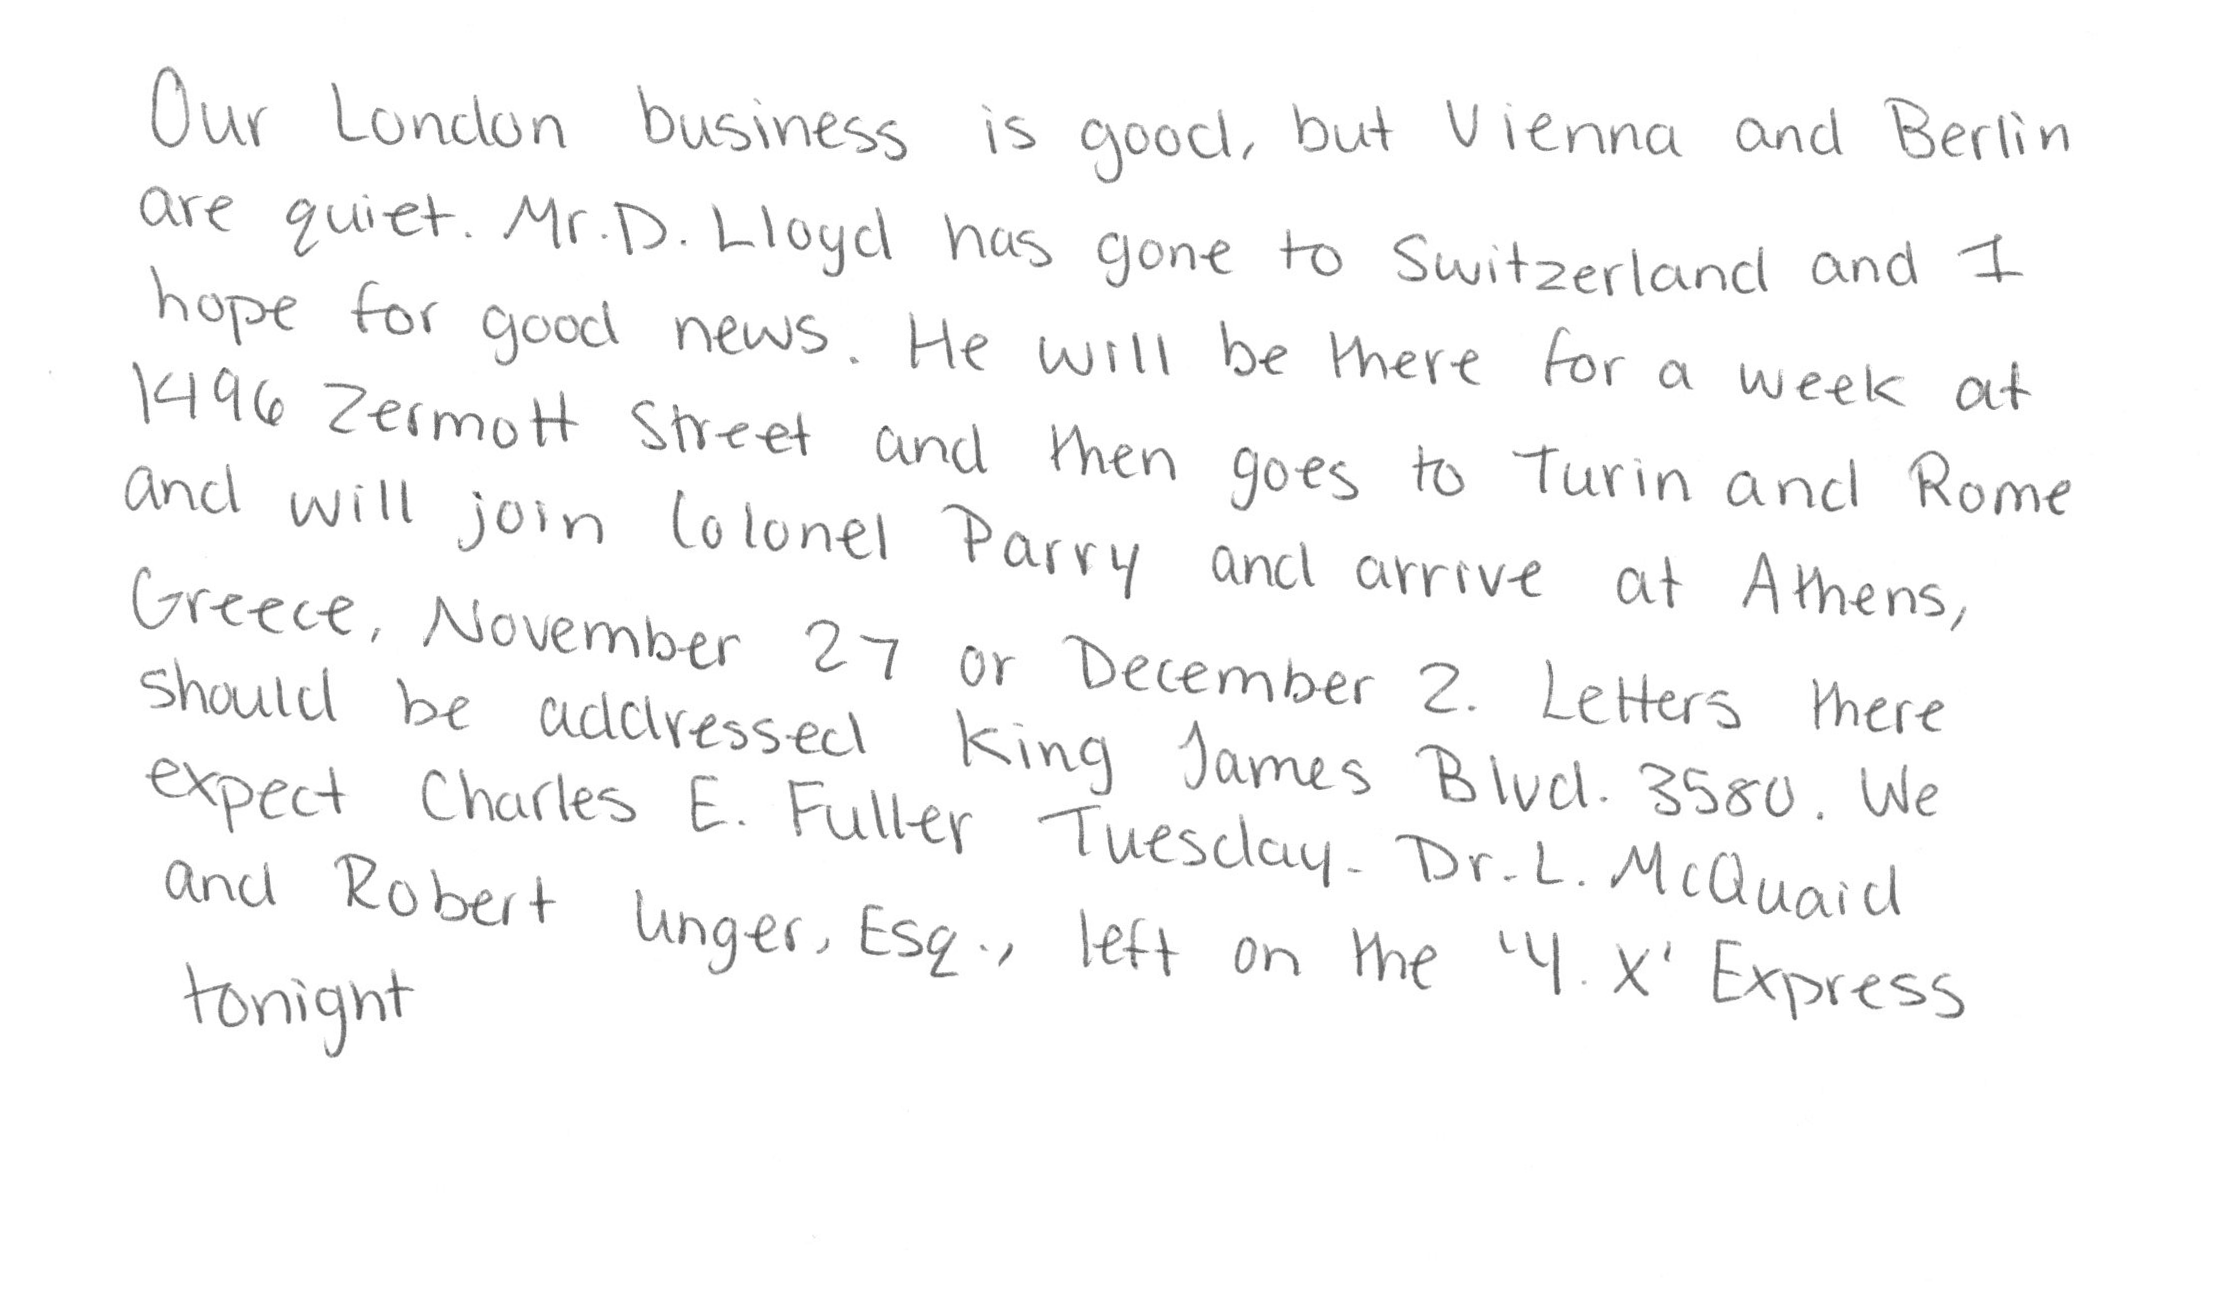 Our London business is good, but Vienna and Berlin
are quiet. Mr. D. Lloyd has gone to Switzerland and I
hope for good news. He will be there for a week at
1496 Zermott Street and then goes to Turin and Rome
and will join Colonel Parry and arrive at Athens,
Greece, November 27 or December 2. Letters there
should be addressed King James Blvd. 3580. We
expect Charles E. Fuller Tuesday. Dr. L. McQuaid
and Robert Unger, Esq., left on the 'Y. X' Express
tonight